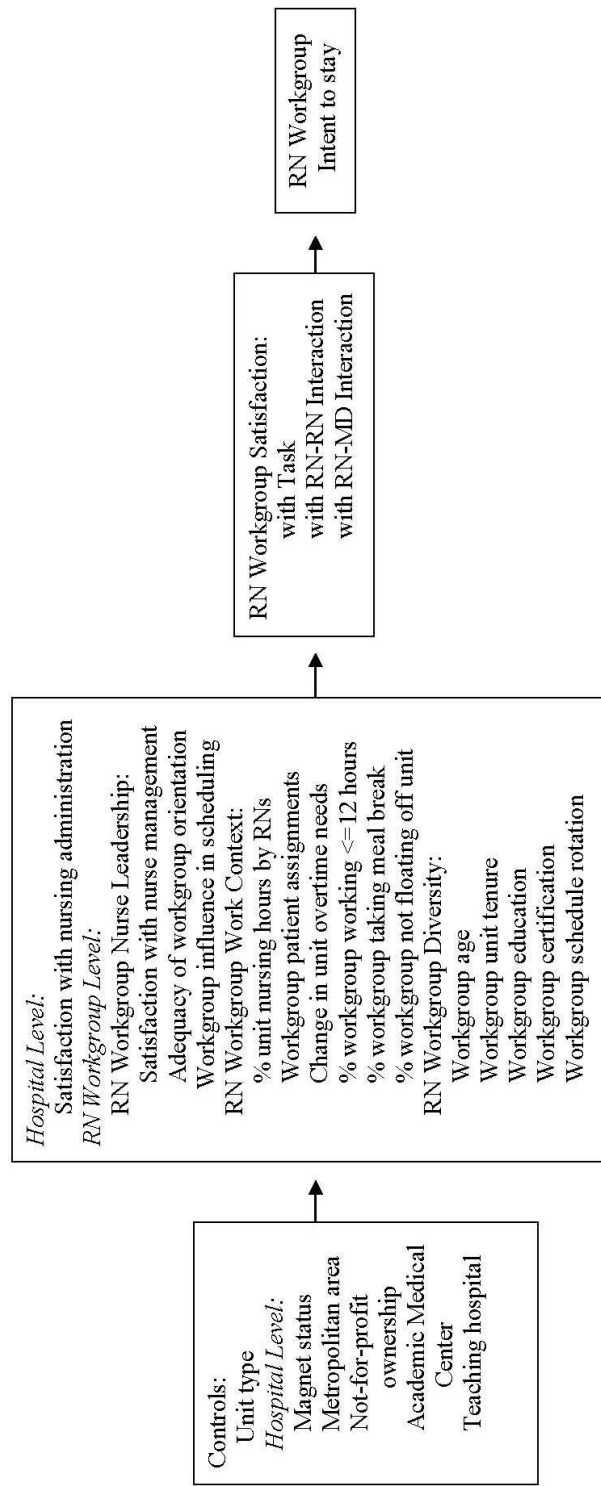 Controls:
Unit type
Hospital Level:
Magnet status
Metropolitan area
Not-for-profit
ownership
Academic Medical
Center
Teaching hospital
Hospital Level:
Satisfaction with nursing administration
RN Workgroup Level:
RN Workgroup Nurse Leadership:
Satisfaction with nurse management
Adequacy of workgroup orientation
Workgroup influence in scheduling
RN Workgroup Work Context:
% unit nursing hours by RNs
Workgroup patient assignments
Change in unit overtime needs
% workgroup working <= 12 hours
% workgroup taking meal break
% workgroup not floating off unit
RN Workgroup Diversity:
Workgroup age
Workgroup unit tenure
Workgroup education
Workgroup certification
Workgroup schedule rotation
RN Workgroup Satisfaction:
with Task
with RN-RN Interaction
with RN-MD Interaction
RN Workgroup
Intent to stay